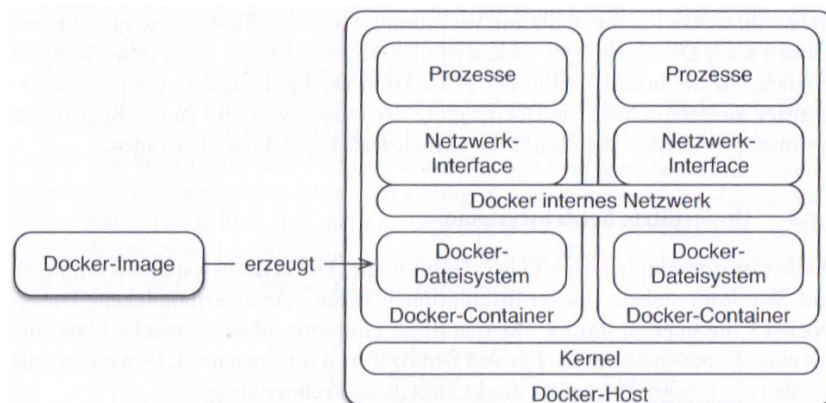 Prozesse
Prozesse
Netzwerk-
Interface
Netzwerk-
Interface
Docker internes Netzwerk
Docker-Image
erzugt
Docker-
Dateisystem
Docker-
Dateisystem
Docker-Container
Docker-Container
Kernel
Docker-Host